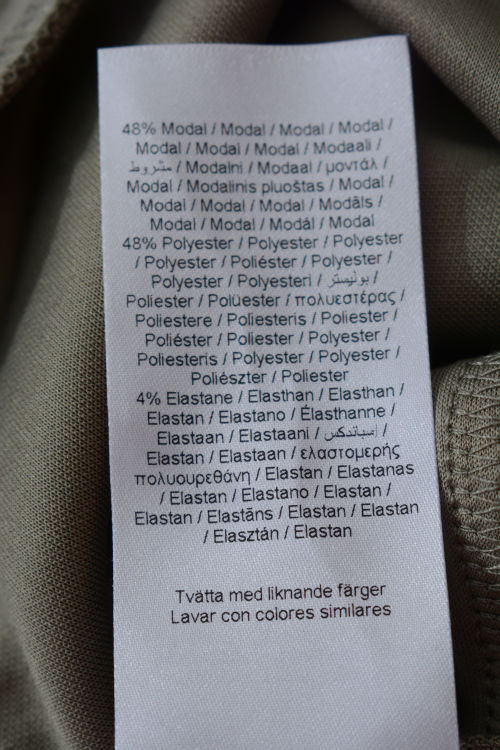 48% Modal / Modal / Modal / Modal /
Modal / Modal / Modal / Modaali /
مشروط / Modalni / Modaal / μοντάλ /
Modal / Modalinis pluoštas / Modal /
Modal / Modal / Modal / Modāls /
Modal / Modal / Modál / Modal
48% Polyester / Polyester / Polyester
/ Polyester / Poliéster / Polyester /
Polyester / Polyesteri / بوليستر /
Poliester / Polüester / πολυεστέρας /
Poliestere / Poliesteris / Poliester /
Poliéster / Poliester / Polyester /
Poliesteris / Polyester / Polyester /
Poliészter / Poliester
4% Elastane / Elasthan / Elasthan /
Elastan / Elastano / Élasthanne /
Elastaan / Elastaani / إسباندكس /
Elastan / Elastaan / ελαστομερής
πολυουρεθάνη / Elastan / Elastanas
/ Elastan / Elastano / Elastan /
Elastan / Elastāns / Elastan / Elastan
/ Elasztán / Elastan
Tvätta med liknande färger
Lavar con colores similares